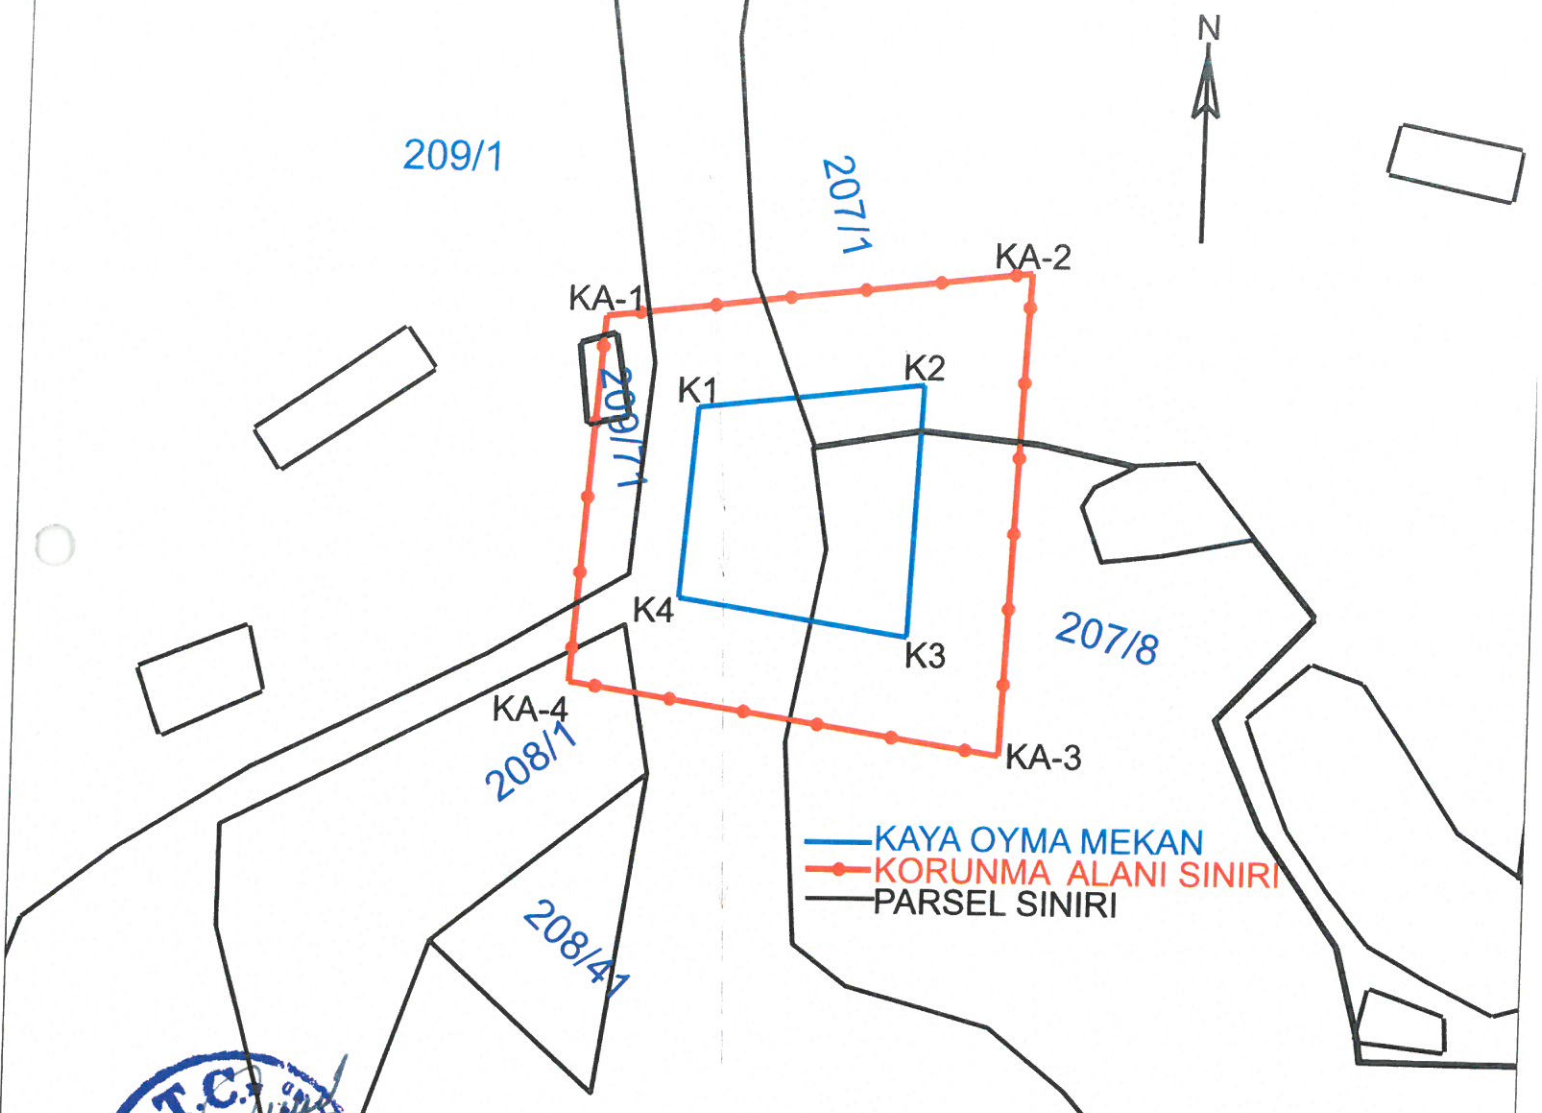 N
209/1
207/1
KA-2
KA-1
K2
K1
209/71
K4
207/8
K3
KA-4
208/1
KA-3
KAYA OYMA MEKAN
KORUNMA ALANI SINIRI
PARSEL SINIRI
208/41
T.C.